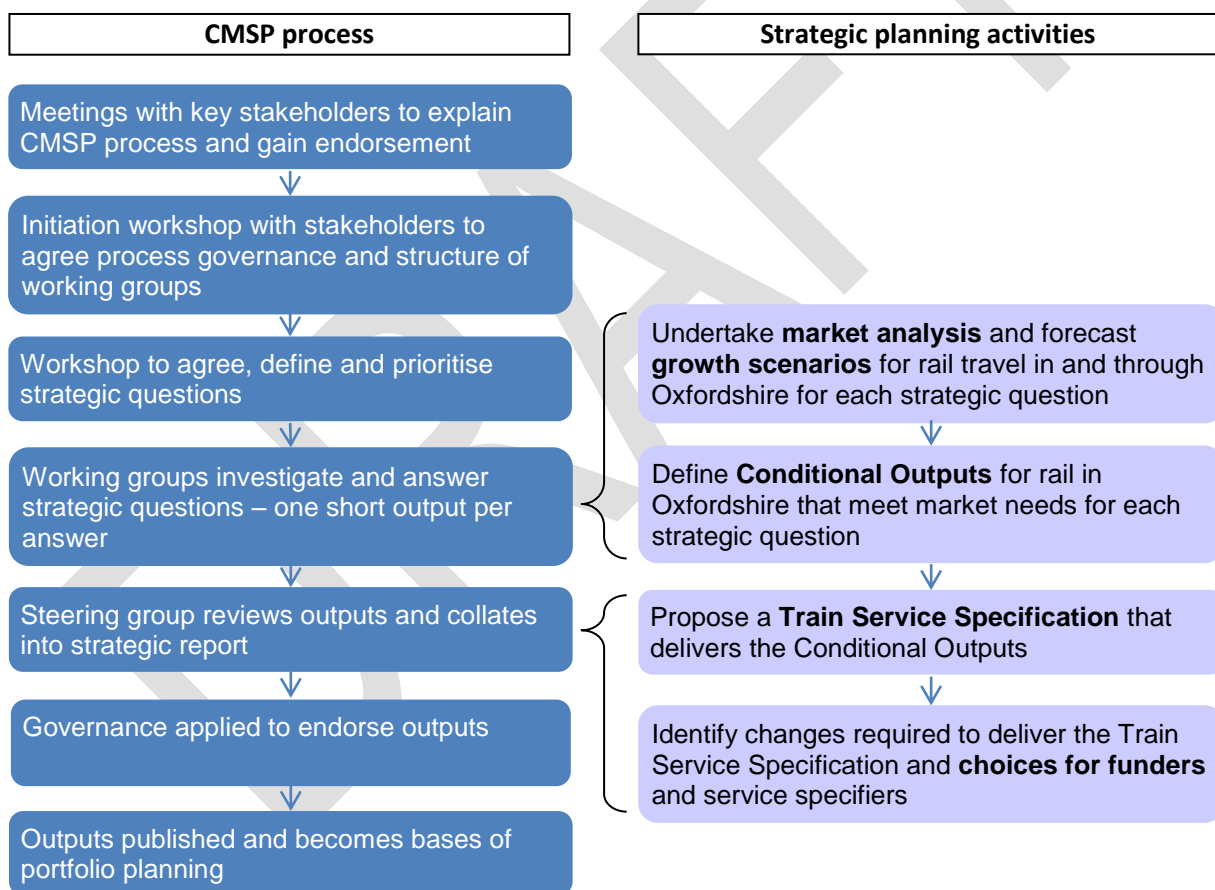 CMSP process
Meetings with key stakeholders to explain
CMSP process and gain endorsement
Initiation workshop with stakeholders to
agree process governance and structure of
working groups
Workshop to agree, define and prioritise
strategic questions
Working groups investigate and answer
strategic questions – one short output per
answer
Steering group reviews outputs and collates
into strategic report
Governance applied to endorse outputs
Outputs published and becomes bases of
portfolio planning
Strategic planning activities
Undertake market analysis and forecast
growth scenarios for rail travel in and through
Oxfordshire for each strategic question
Define Conditional Outputs for rail in
Oxfordshire that meet market needs for each
strategic question
Propose a Train Service Specification that
delivers the Conditional Outputs
Identify changes required to deliver the Train
Service Specification and choices for funders
and service specifiers
DRAFT